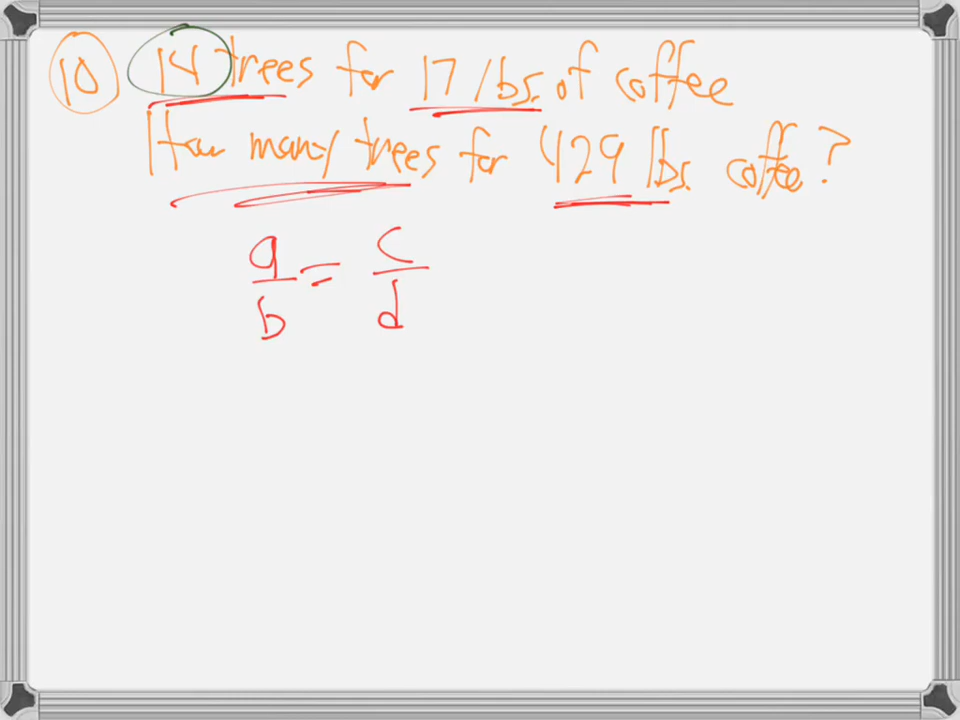 10 14 trees for 17 lbs. of coffee
How many trees for 429 lbs. coffee?
a/b = c/d